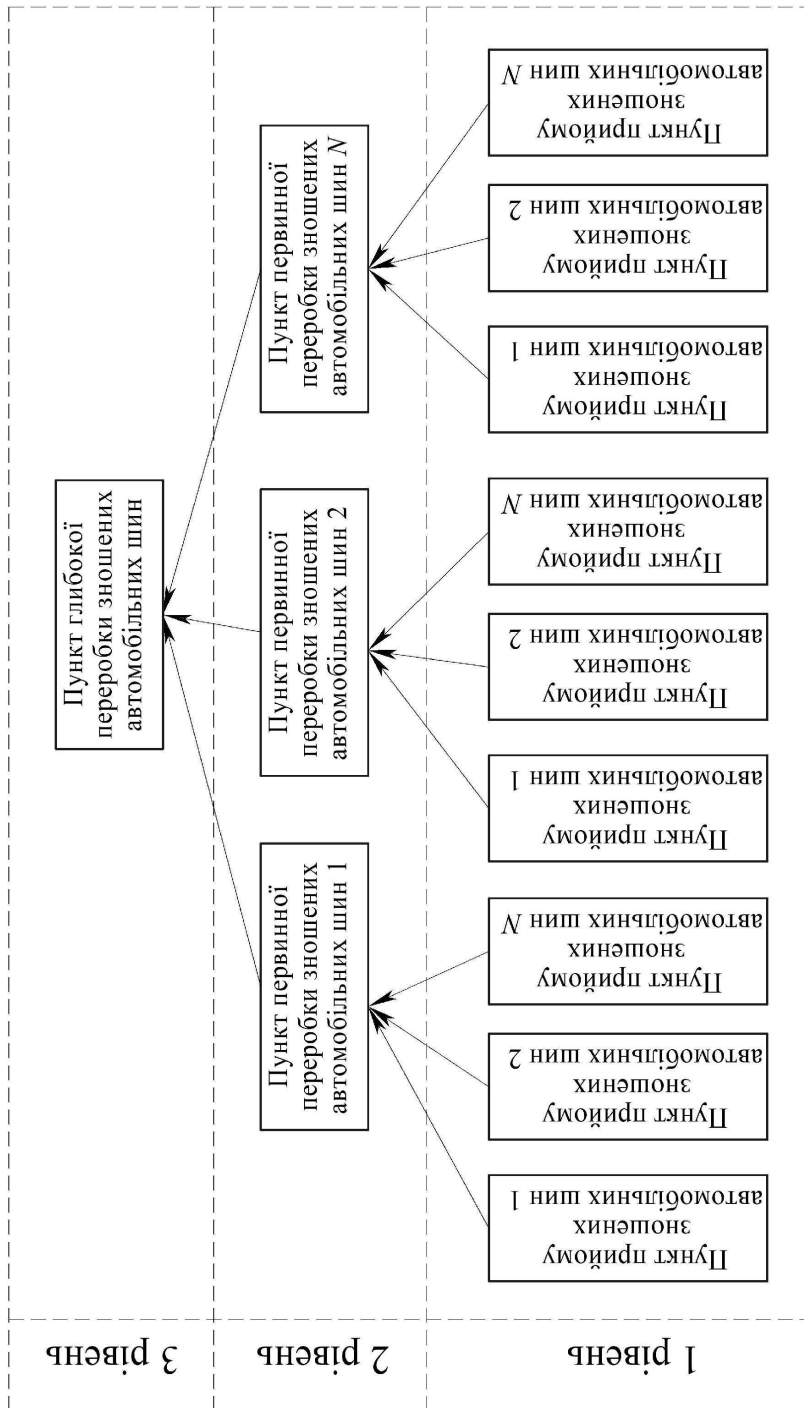 3 рівень
Пункт глибокої
переробки зношених
автомобільних шин
2 рівень
Пункт первинної
переробки зношених
автомобільних шин 1
Пункт первинної
переробки зношених
автомобільних шин 2
Пункт первинної
переробки зношених
автомобільних шин N
1 рівень
Пункт прийому
зношених
автомобільних шин 1
Пункт прийому
зношених
автомобільних шин 2
Пункт прийому
зношених
автомобільних шин N
Пункт прийому
зношених
автомобільних шин 1
Пункт прийому
зношених
автомобільних шин 2
Пункт прийому
зношених
автомобільних шин N
Пункт прийому
зношених
автомобільних шин 1
Пункт прийому
зношених
автомобільних шин 2
Пункт прийому
зношених
автомобільних шин N